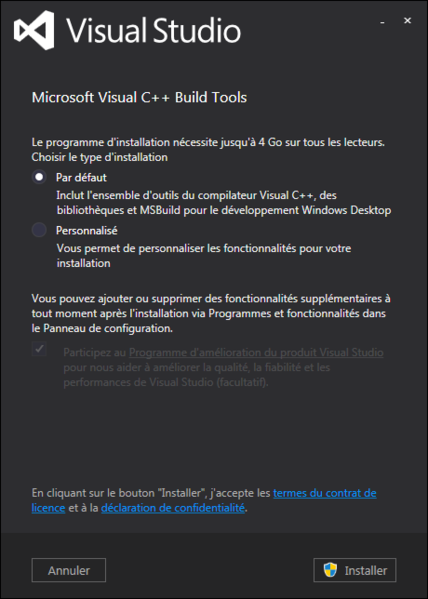 Visual Studio
Microsoft Visual C++ Build Tools
Le programme d'installation nécessite jusqu'à 4 Go sur tous les lecteurs.
Choisir le type d'installation
Par défaut
Inclut l'ensemble d'outils du compilateur Visual C++, des
bibliothèques et MSBuild pour le développement Windows Desktop
Personnalisé
Vous permet de personnaliser les fonctionnalités pour votre
installation
Vous pouvez ajouter ou supprimer des fonctionnalités supplémentaires à
tout moment après l'installation via Programmes et fonctionnalités dans
le Panneau de configuration.
Participez au Programme d'amélioration du produit Visual Studio
pour nous aider à améliorer la qualité, la fiabilité et les
performances de Visual Studio (facultatif).
En cliquant sur le bouton "Installer", j'accepte les termes du contrat de
licence et à la déclaration de confidentialité.
Annuler
Installer